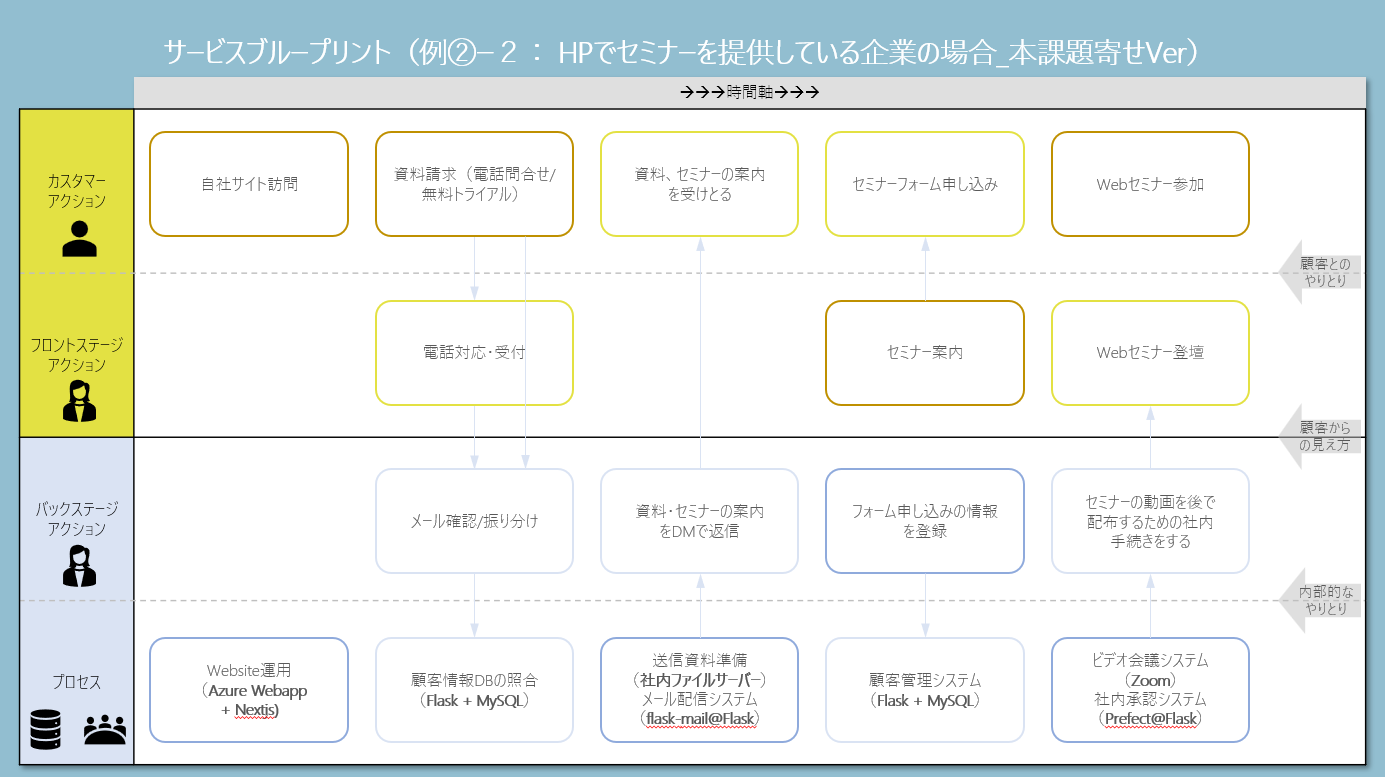 サービスブループリント（例②－２： HPでセミナーを提供している企業の場合_本課題寄せVer）
→→→時間軸→→→
カスタマー
アクション
自社サイト訪問
資料請求（電話問合せ/
無料トライアル）
資料、セミナーの案内
を受けとる
セミナーフォーム申し込み
Webセミナー参加
顧客との
やりとり
フロントステージ
アクション
電話対応・受付
セミナー案内
Webセミナー登壇
顧客から
の見え方
バックステージ
アクション
メール確認/振り分け
資料・セミナーの案内
をDMで返信
フォーム申し込みの情報
を登録
セミナーの動画を後で
配布するための社内
手続きをする
内部的な
やりとり
プロセス
Website運用
（Azure Webapp
+ Nextjs)
顧客情報DBの照合
（Flask + MySQL）
送信資料準備
（社内ファイルサーバー）
メール配信システム
（flask-mail@Flask）
顧客管理システム
（Flask + MySQL）
ビデオ会議システム
（Zoom）
社内承認システム
（Prefect@Flask）